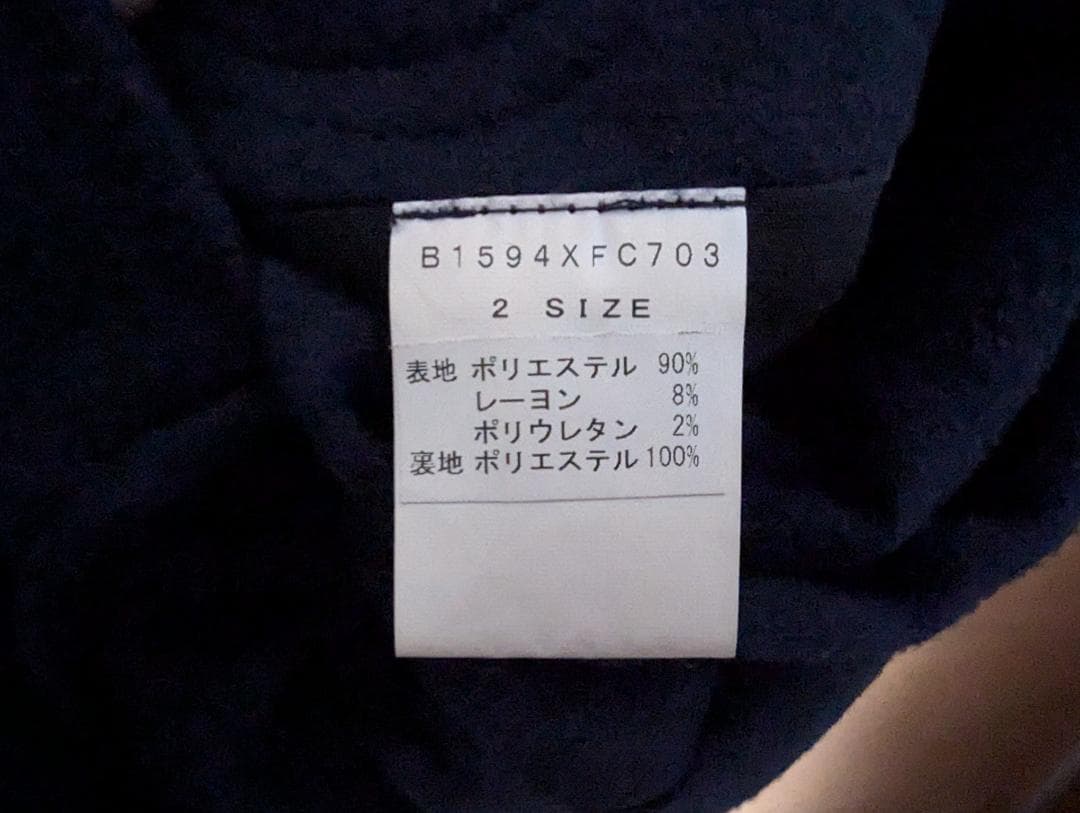 B1594XFC703
2 SIZE
表地 ポリエステル 90%
レーヨン 8%
ポリウレタン 2%
裏地 ポリエステル 100%